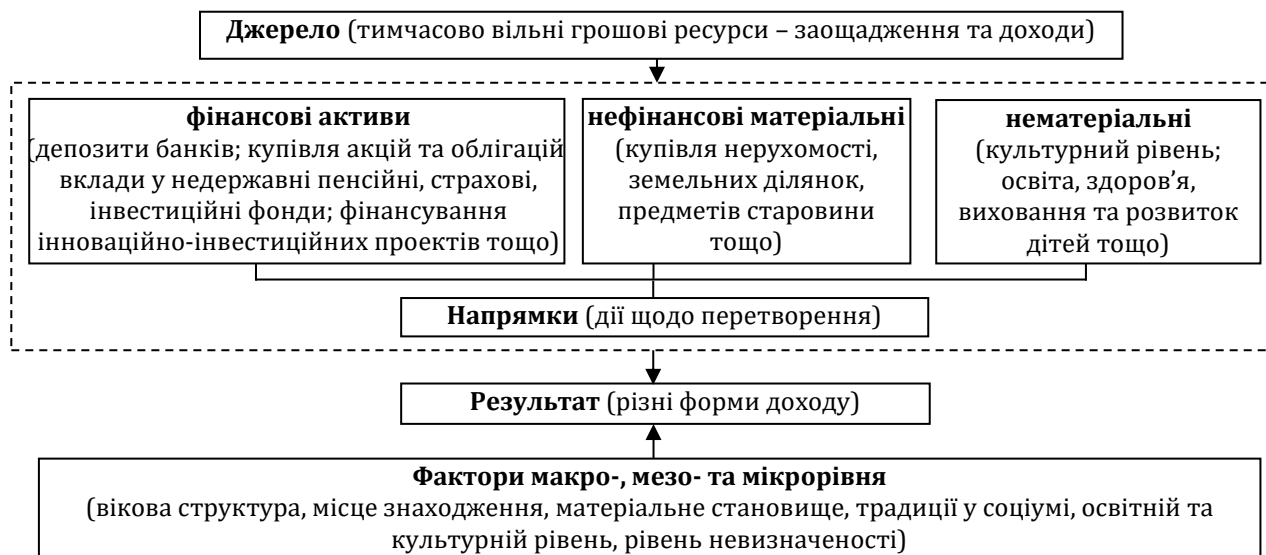 Джерело (тимчасово вільні грошові ресурси – заощадження та доходи)
фінансові активи
(депозити банків; купівля акцій та облігацій
вклади у недержавні пенсійні, страхові,
інвестиційні фонди; фінансування
інноваційно-інвестиційних проектів тощо)
нефінансові матеріальні
(купівля нерухомості,
земельних ділянок,
предметів старовини
тощо)
нематеріальні
(культурний рівень;
освіта, здоров’я,
виховання та розвиток
дітей тощо)
Напрямки (дії щодо перетворення)
Результат (різні форми доходу)
Фактори макро-, мезо- та мікрорівня
(вікова структура, місце знаходження, матеріальне становище, традиції у соціумі, освітній та
культурній рівень, рівень невизначеності)